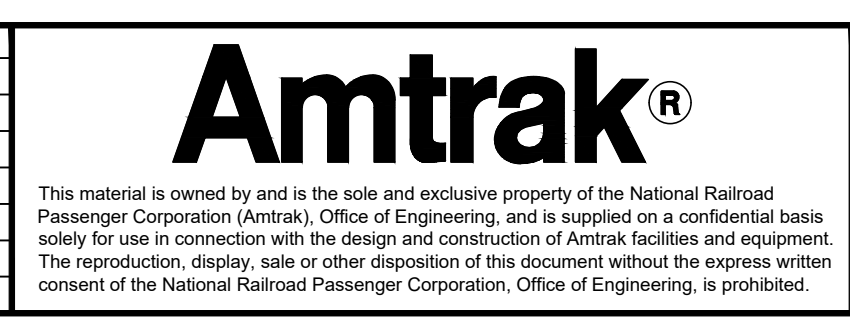 Amtrak®
This material is owned by and is the sole and exclusive property of the National Railroad
Passenger Corporation (Amtrak), Office of Engineering, and is supplied on a confidential basis
solely for use in connection with the design and construction of Amtrak facilities and equipment.
The reproduction, display, sale or other disposition of this document without the express written
consent of the National Railroad Passenger Corporation, Office of Engineering, is prohibited.